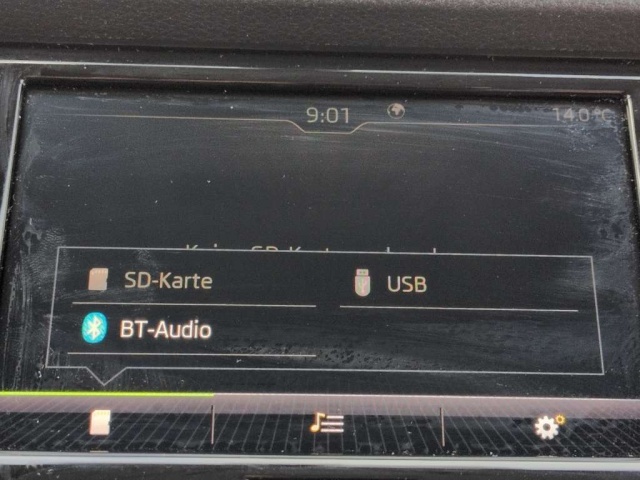 9:01
14.0°C
SD-Karte
USB
BT-Audio